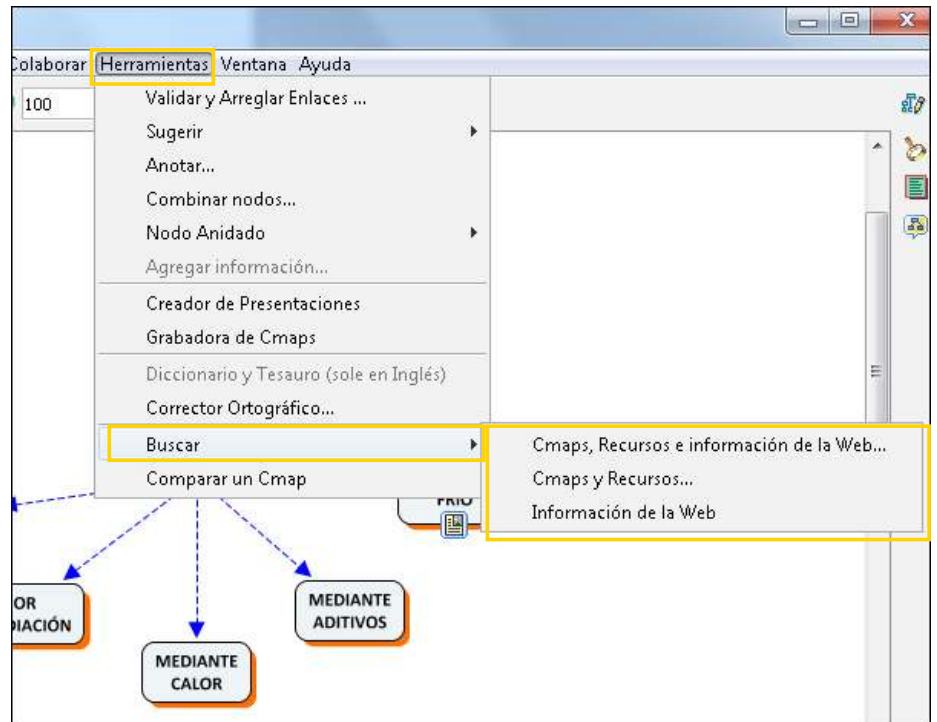 Colaborar Herramientas Ventana Ayuda
100
Validar y Arreglar Enlaces ...
Sugerir
Anotar...
Combinar nodos...
Nodo Anidado
Agregar información...
Creador de Presentaciones
Grabadora de Cmaps
Diccionario y Tesauro (sole en Inglés)
Corrector Ortográfico...
Buscar
Comparar un Cmap
Cmaps, Recursos e información de la Web...
Cmaps y Recursos...
Información de la Web
FRIO
OR
DIACIÓN
MEDIANTE
ADITIVOS
MEDIANTE
CALOR